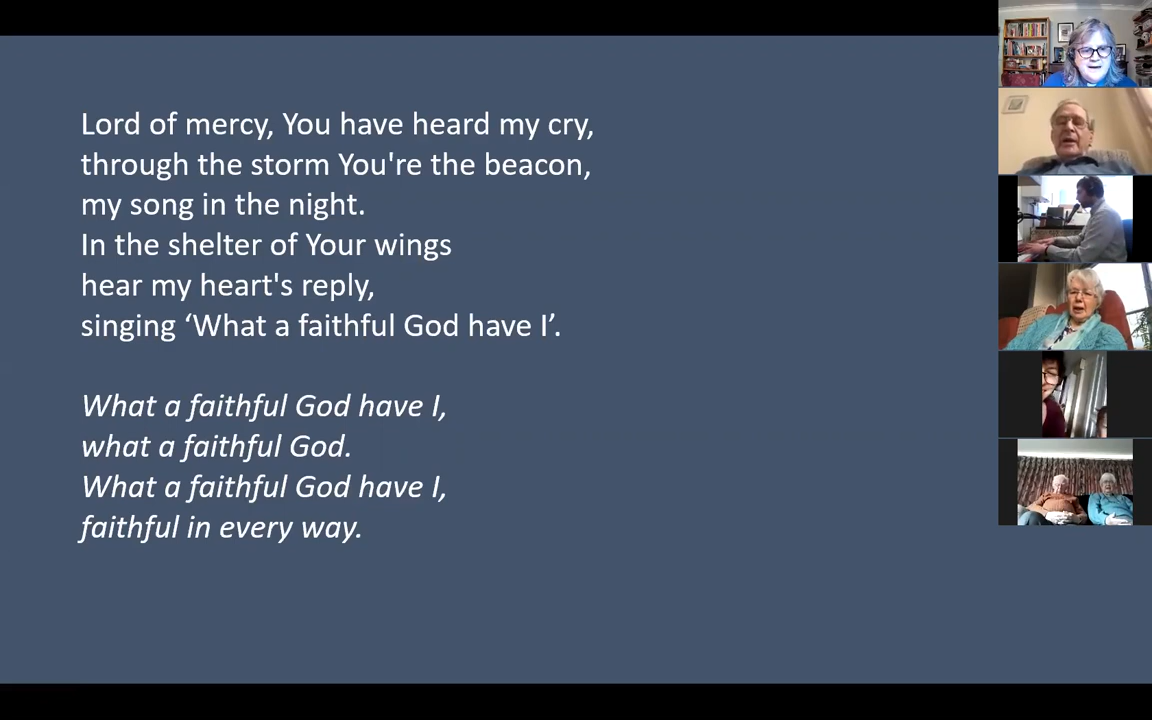 Lord of mercy, You have heard my cry,
through the storm You're the beacon,
my song in the night.
In the shelter of Your wings
hear my heart's reply,
singing ‘What a faithful God have I’.
What a faithful God have I,
what a faithful God.
What a faithful God have I,
faithful in every way.